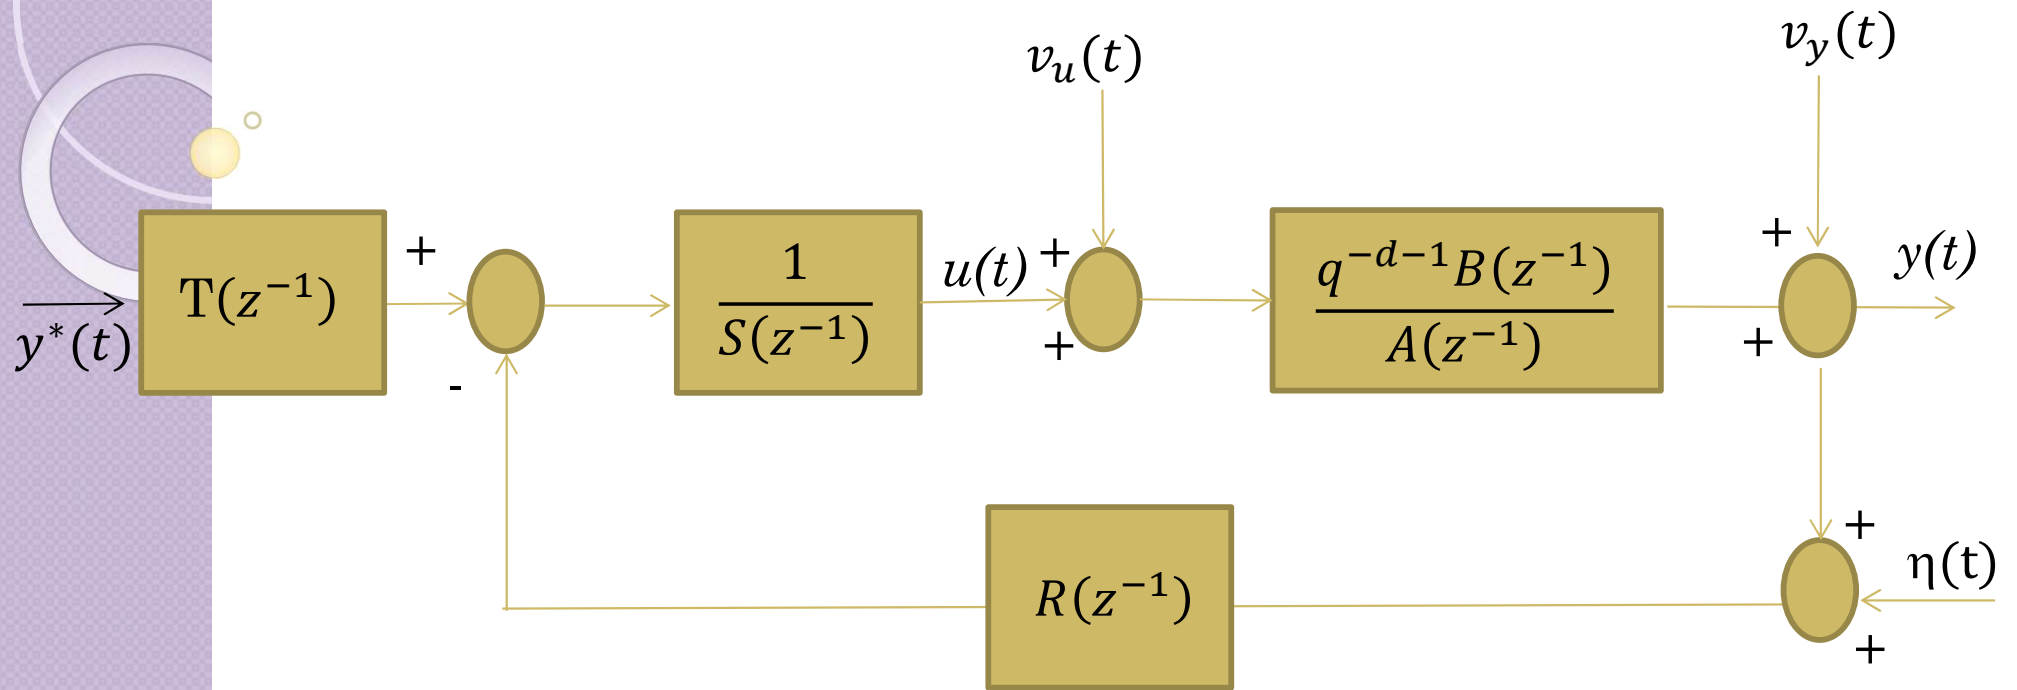 v_y(t)
v_u(t)
+
T(z⁻¹)
y*(t)
+
-
1
S(z⁻¹)
u(t)
+
+
q^{-d-1}B(z⁻¹)
A(z⁻¹)
+
+
y(t)
R(z⁻¹)
+
η(t)
+